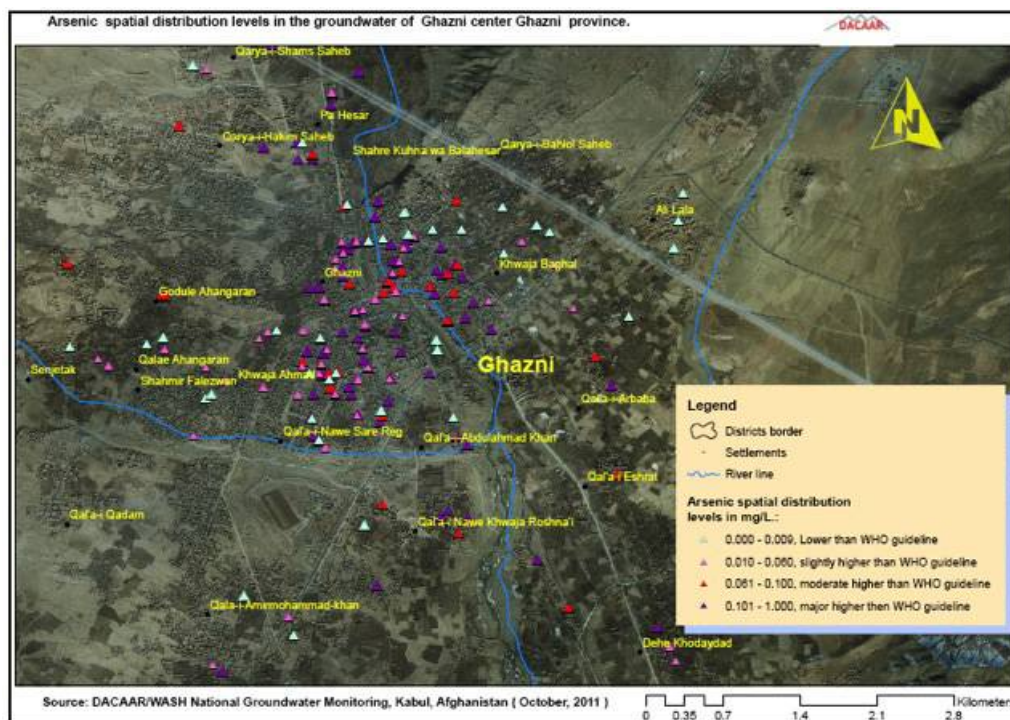 Arsenic spatial distribution levels in the groundwater of Ghazni center Ghazni province.
DACAAR
Qarya-i-Shams Saheb
Pa Hesar
Qarya-i-Hakim Saheb
Shahre Kuhna wa Balahesar
Qarya-i-Bahlol Saheb
N
Ali Lala
Khwaja Baghal
Ghazni
Godule Ahangaran
Qalae Ahangaran
Senjetak
Shahmir Falezwan
Khwaja Ahmad
Ghazni
Qala-i-Arbaba
Qal'a-i-Nawe Sare Reg
Qal'a-i-Abdulahmad Khan
Qal'a-i-Eshrat
Qal'a-i-Qadam
Qal'a-i-Nawe Khwaja Roshna'i
Qala-i-Amirmohammad-khan
Dehe Khodaydad
Legend
Districts border
Settlements
River line
Arsenic spatial distribution
levels in mg/L.:
0.000 - 0.009, Lower than WHO guideline
0.010 - 0.060, slightly higher than WHO guideline
0.061 - 0.100, moderate higher than WHO guideline
0.101 - 1.000, major higher then WHO guideline
Source: DACAAR/WASH National Groundwater Monitoring, Kabul, Afghanistan ( October, 2011 )
Kilometer
0 0.35 0.7 1.4 2.1 2.8